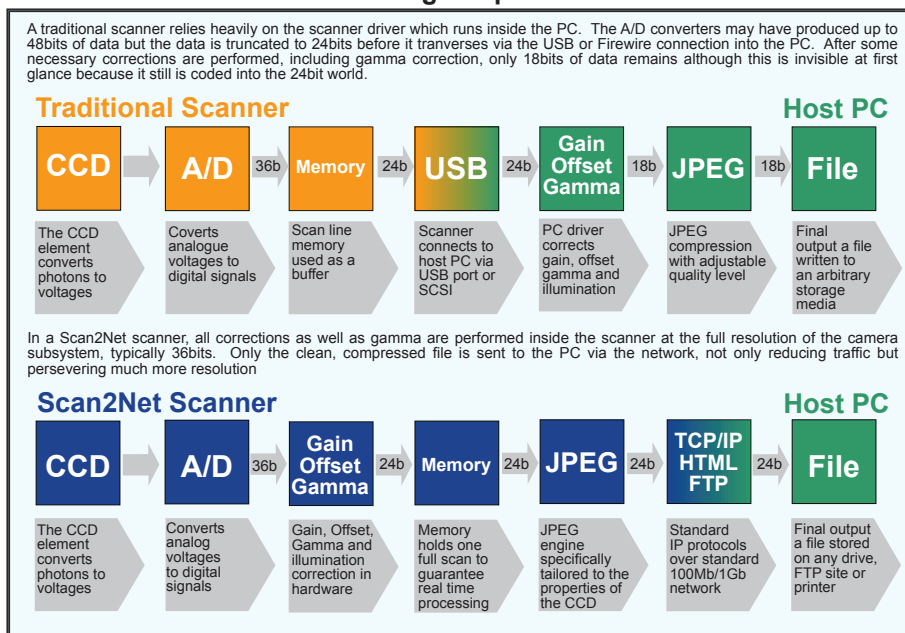 A traditional scanner relies heavily on the scanner driver which runs inside the PC. The A/D converters may have produced up to
48bits of data but the data is truncated to 24bits before it tranverses via the USB or Firewire connection into the PC. After some
necessary corrections are performed, including gamma correction, only 18bits of data remains although this is invisible at first
glance because it still is coded into the 24bit world.
Traditional Scanner
Host PC
CCD
A/D
36b
Memory
24b
USB
24b
Gain
Offset
Gamma
18b
JPEG
18b
File
The CCD
element
converts
photons to
voltages
Coverts
analogue
voltages to
digital signals
Scan line
memory
used as a
buffer
Scanner
connects to
host PC via
USB port or
SCSI
PC driver
corrects
gain, offset
gamma and
illumination
JPEG
compression
with adjustable
quality level
Final
output a file
written to
an arbitrary
storage
media
In a Scan2Net scanner, all corrections as well as gamma are performed inside the scanner at the full resolution of the camera
subsystem, typically 36bits. Only the clean, compressed file is sent to the PC via the network, not only reducing traffic but
persevering much more resolution
Scan2Net Scanner
Host PC
CCD
A/D
36b
Gain
Offset
Gamma
24b
Memory
24b
JPEG
24b
TCP/IP
HTML
FTP
24b
File
The CCD
element
converts
photons to
voltages
Converts
analog
voltages
to digital
signals
Gain, Offset,
Gamma and
illumination
correction in
hardware
Memory
holds one
full scan to
guarantee
real time
processing
JPEG
engine
specifically
tailored to the
properties of
the CCD
Standard
IP protocols
over standard
100Mb/1Gb
network
Final output
a file stored
on any drive,
FTP site or
printer